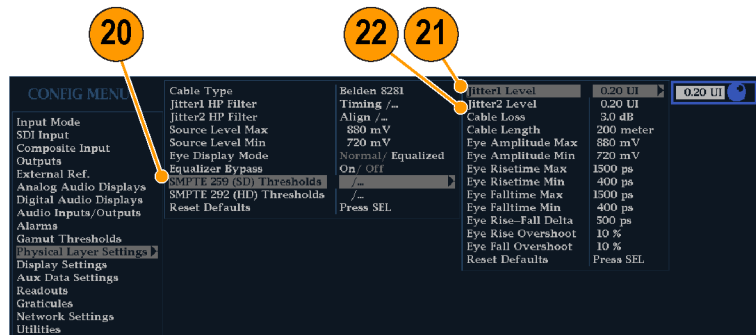 20
22
21
CONFIG MENU
Input Mode
SDI Input
Composite Input
Outputs
External Ref.
Analog Audio Displays
Digital Audio Displays
Audio Inputs/Outputs
Alarms
Gamut Thresholds
Physical Layer Settings
Display Settings
Aux Data Settings
Readouts
Graticules
Network Settings
Utilities
Cable Type Belden 8281
Jitter1 HP Filter Timing /...
Jitter2 HP Filter Align /...
Source Level Max 880 mV
Source Level Min 720 mV
Eye Display Mode Normal/ Equalized
Equalizer Bypass On/ Off
SMPTE 259 (SD) Thresholds /...
SMPTE 292 (HD) Thresholds /...
Reset Defaults Press SEL
Jitter1 Level 0.20 UI
Jitter2 Level 0.20 UI
Cable Loss 3.0 dB
Cable Length 200 meter
Eye Amplitude Max 880 mV
Eye Amplitude Min 720 mV
Eye Risetime Max 1500 ps
Eye Risetime Min 400 ps
Eye Falltime Max 1500 ps
Eye Falltime Min 400 ps
Eye Rise-Fall Delta 500 ps
Eye Rise Overshoot 10 %
Eye Fall Overshoot 10 %
Reset Defaults Press SEL
0.20 UI